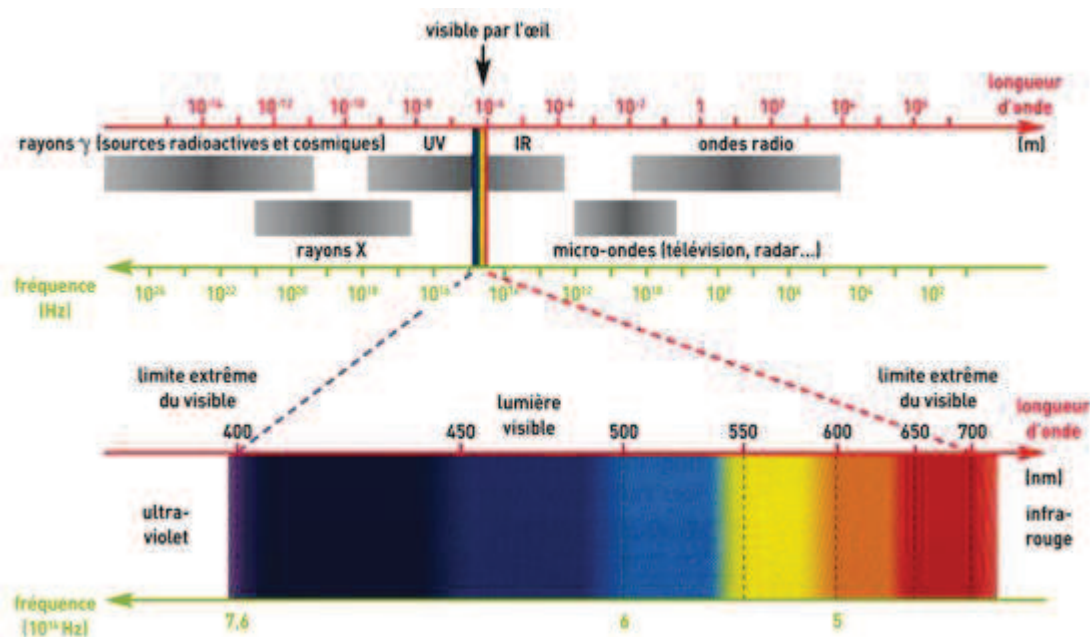 visible par l'œil
longueur
d'onde
10⁻¹⁴ 10⁻¹² 10⁻¹⁰ 10⁻⁸ 10⁻⁶ 10⁻⁴ 10⁻² 1 10² 10⁴ 10⁶
(m)
rayons γ (sources radioactives et cosmiques) UV IR ondes radio
rayons X micro-ondes (télévision, radar...)
fréquence
(Hz)
10²⁴ 10²² 10²⁰ 10¹⁸ 10¹⁶ 10¹⁴ 10¹² 10¹⁰ 10⁸ 10⁶ 10⁴ 10²
limite extrême
du visible
lumière
visible
limite extrême
du visible
longueur
d'onde
400 450 500 550 600 650 700
(nm)
ultra-
violet
infra-
rouge
fréquence
(10¹⁴ Hz)
7,6 6 5